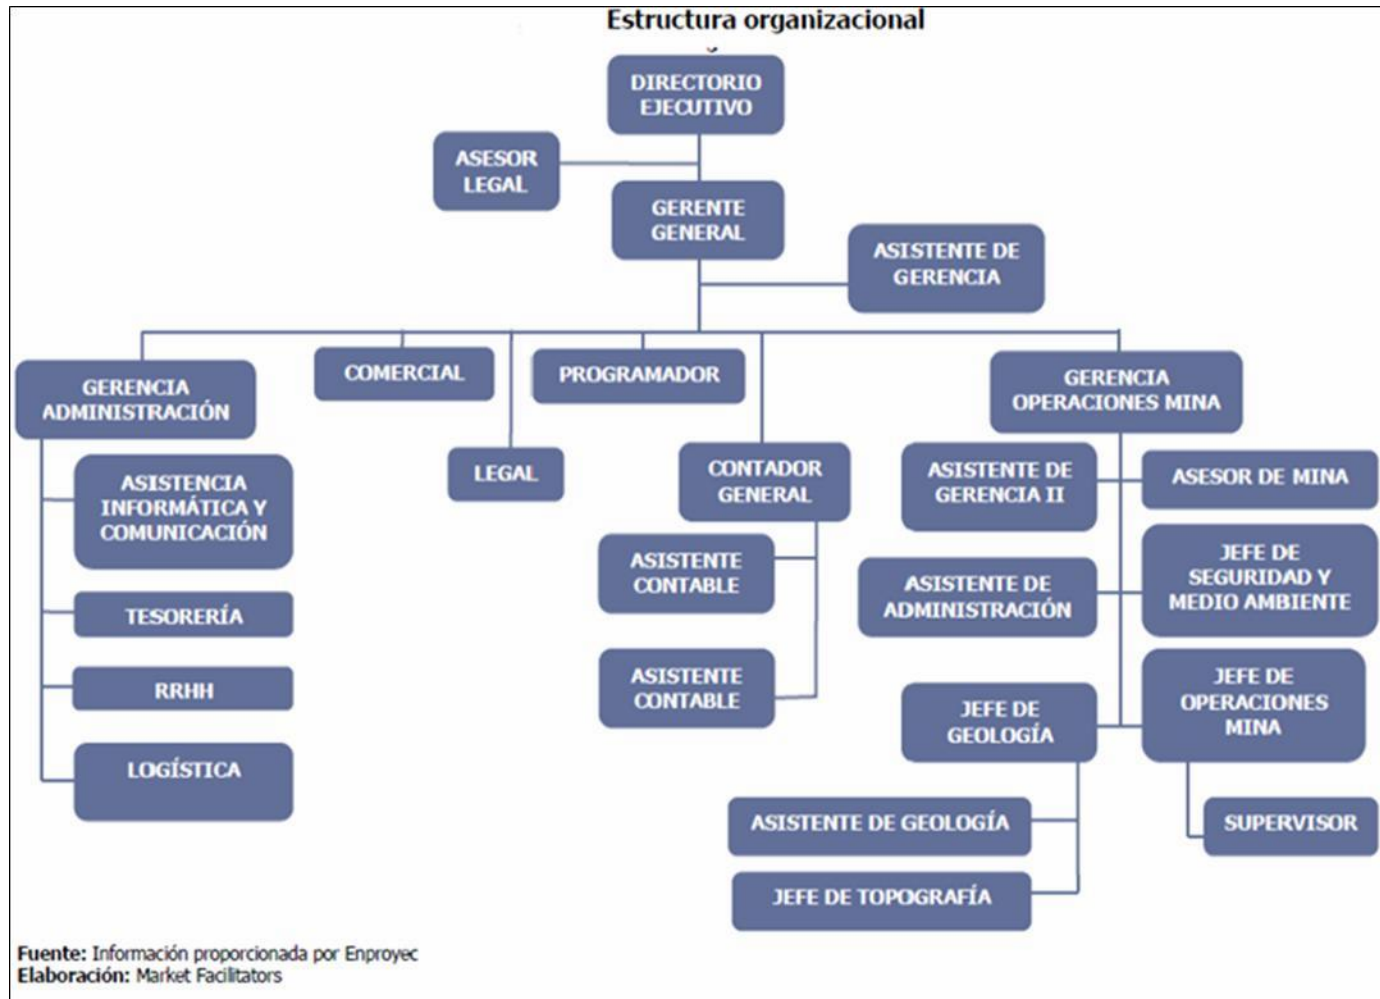 Estructura organizacional
DIRECTORIO
EJECUTIVO
ASESOR
LEGAL
GERENTE
GENERAL
ASISTENTE DE
GERENCIA
GERENCIA
ADMINISTRACIÓN
COMERCIAL
PROGRAMADOR
GERENCIA
OPERACIONES MINA
LEGAL
CONTADOR
GENERAL
ASISTENTE DE
GERENCIA II
ASESOR DE MINA
ASISTENCIA
INFORMÁTICA Y
COMUNICACIÓN
ASISTENTE
CONTABLE
ASISTENTE DE
ADMINISTRACIÓN
JEFE DE
SEGURIDAD Y
MEDIO AMBIENTE
TESORERÍA
RRHH
ASISTENTE
CONTABLE
JEFE DE
GEOLOGÍA
JEFE DE
OPERACIONES
MINA
LOGÍSTICA
ASISTENTE DE GEOLOGÍA
SUPERVISOR
JEFE DE TOPOGRAFÍA
Fuente: Información proporcionada por Enproyec
Elaboración: Market Facilitators